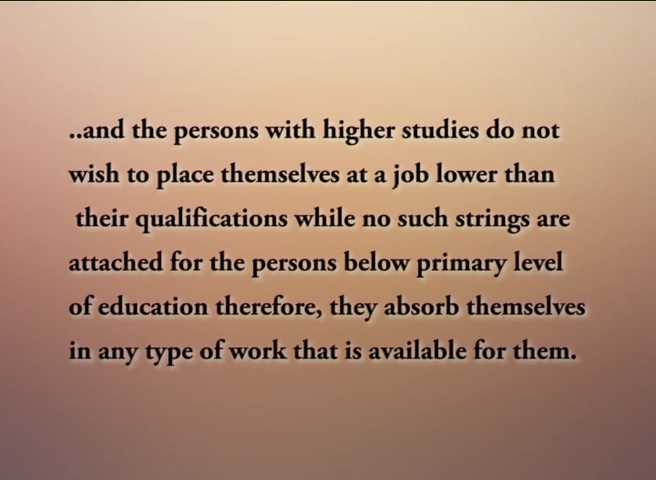 ..and the persons with higher studies do not
wish to place themselves at a job lower than
their qualifications while no such strings are
attached for the persons below primary level
of education therefore, they absorb themselves
in any type of work that is available for them.